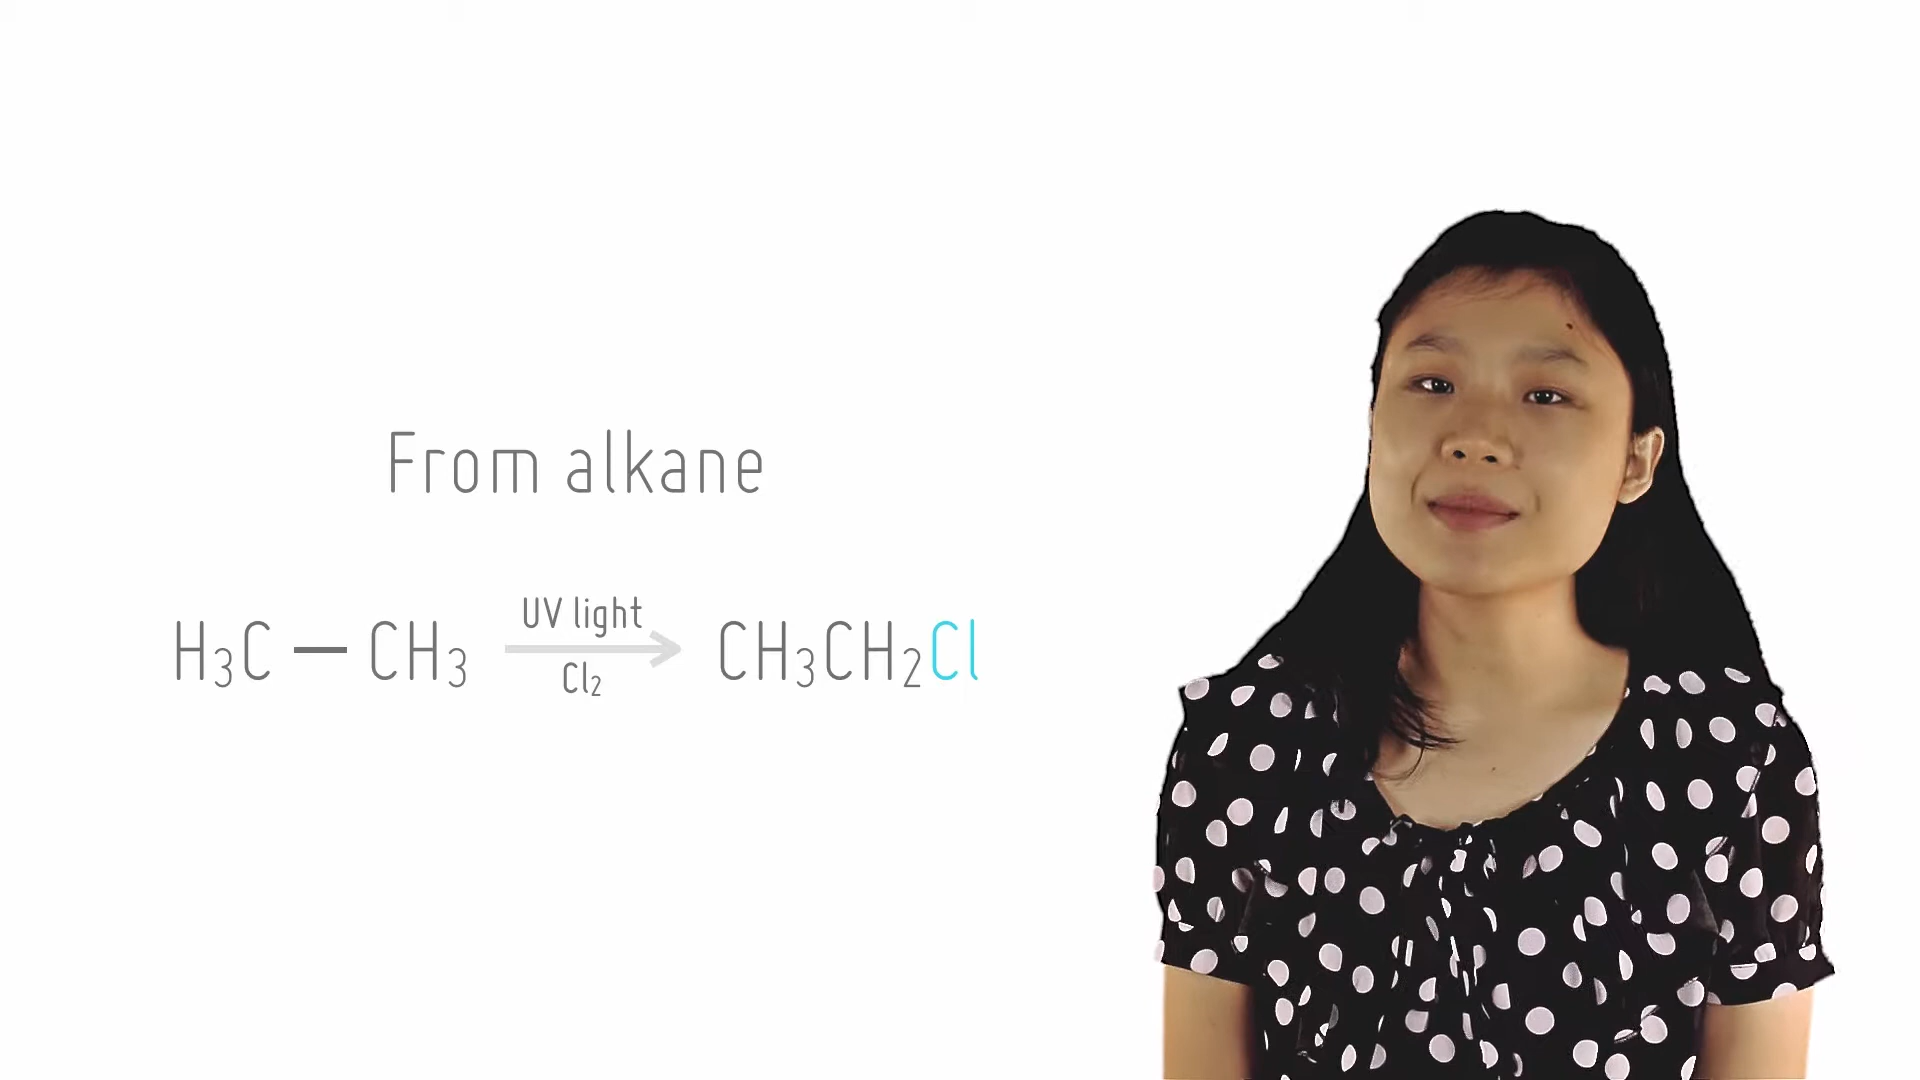 From alkane
UV light
H₃C — CH₃ → CH₃CH₂Cl
Cl₂